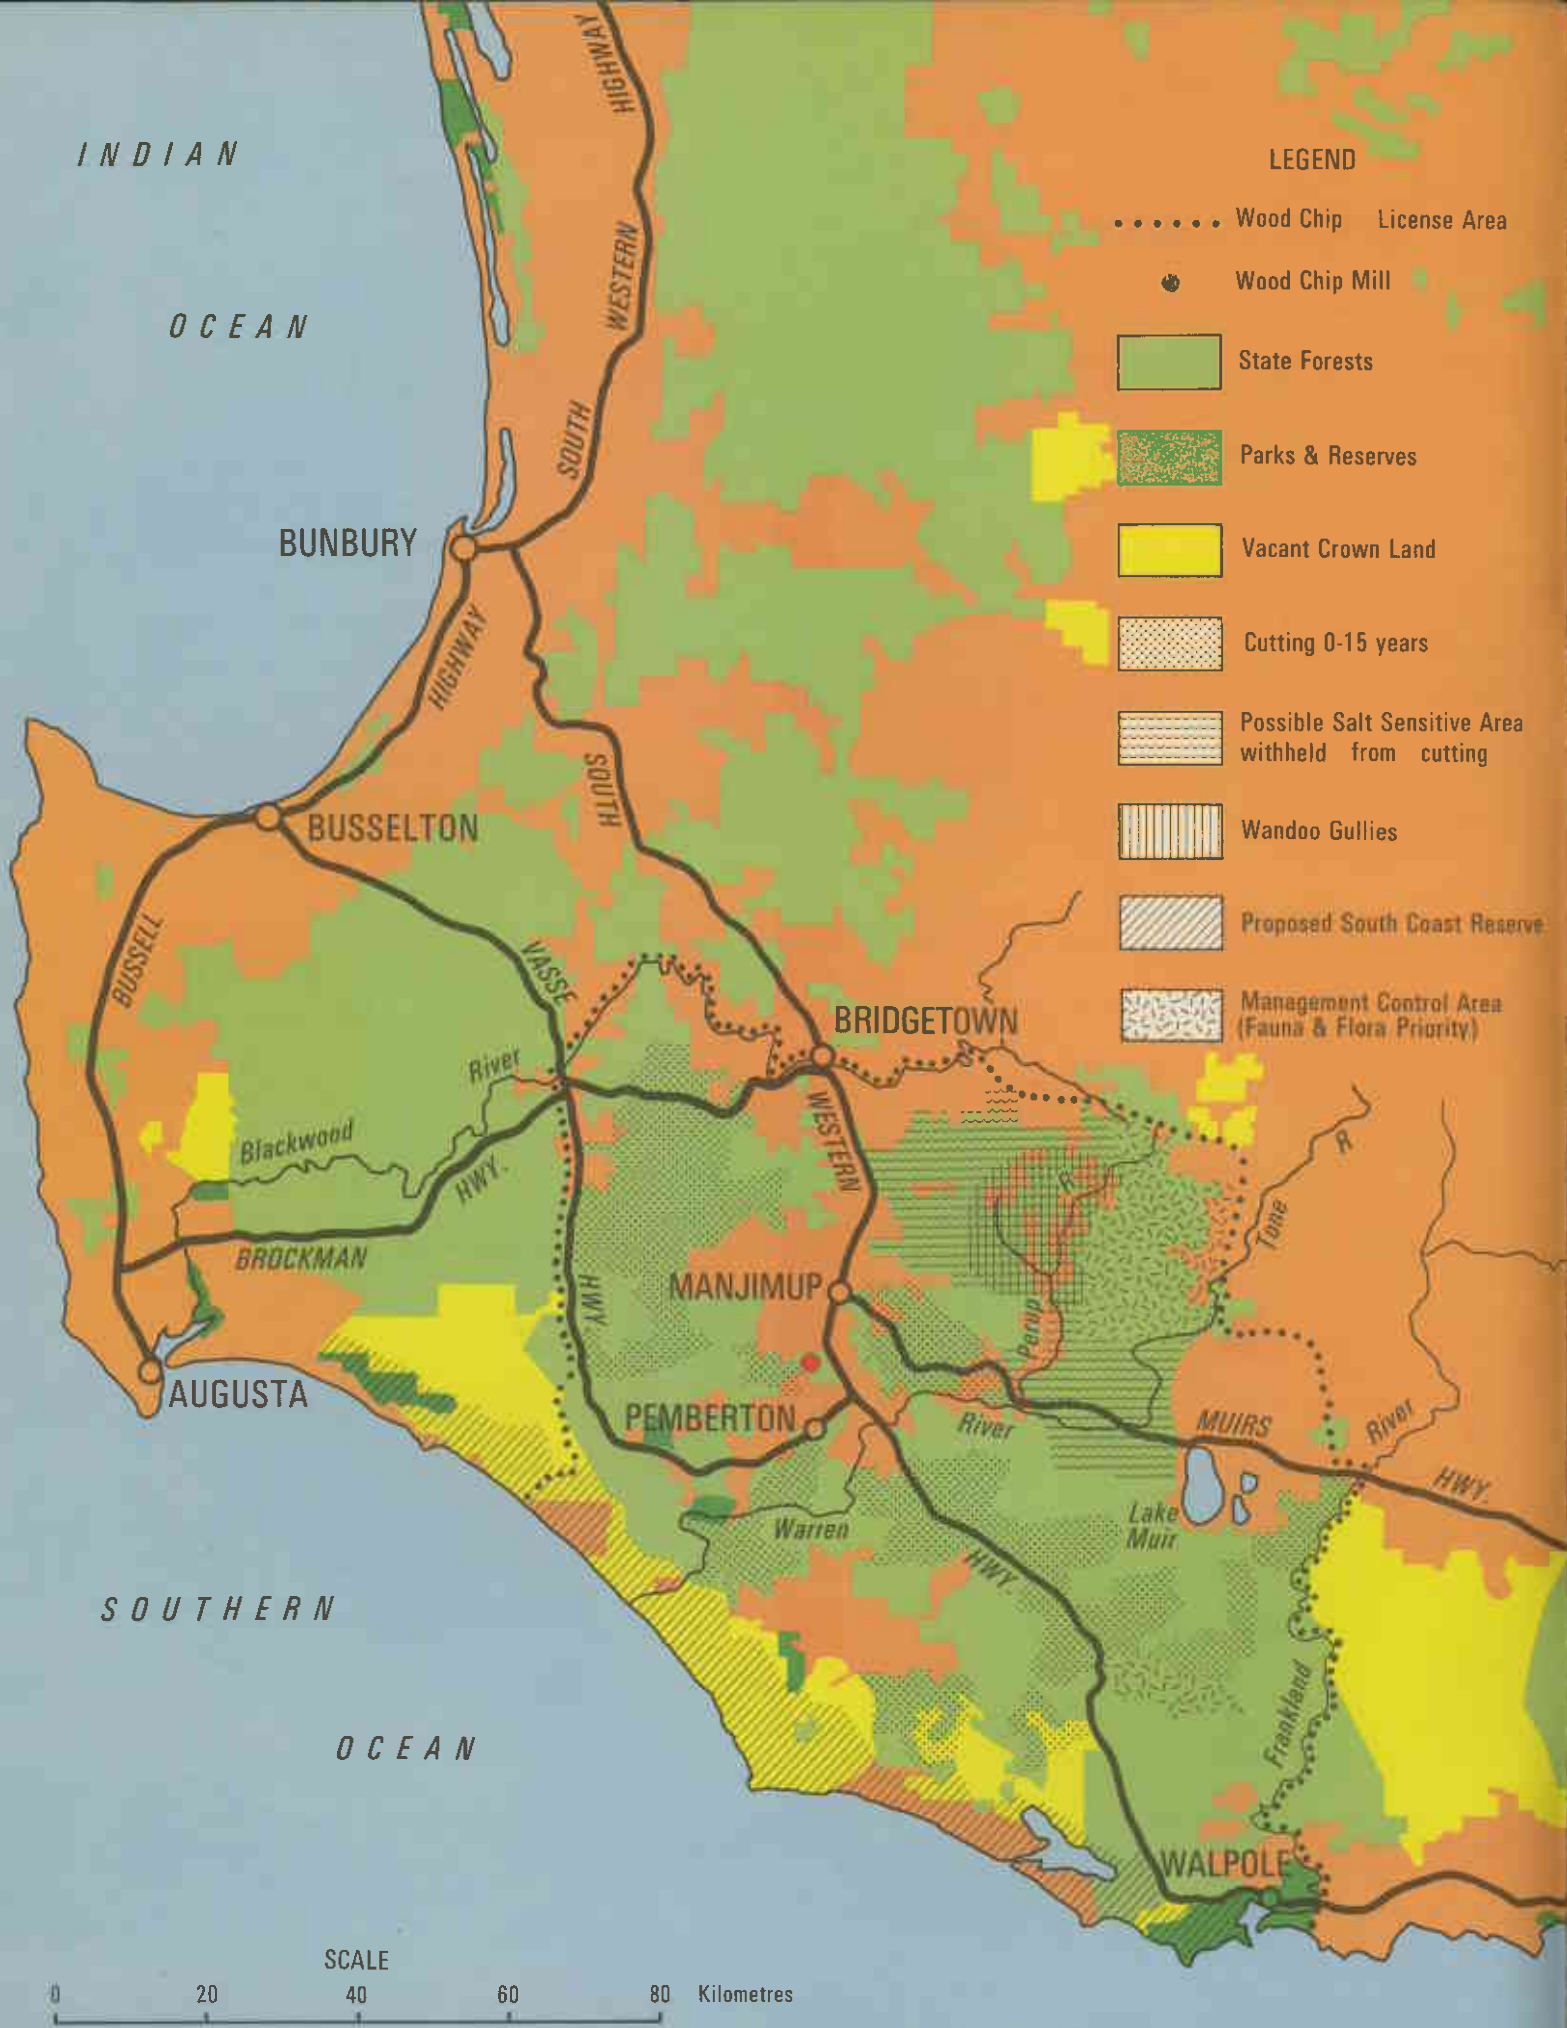 HIGHWAY
INDIAN
LEGEND
Wood Chip License Area
WESTERN
Wood Chip Mill
OCEAN
State Forests
SOUTH
Parks & Reserves
BUNBURY
Vacant Crown Land
HIGHWAY
Cutting 0-15 years
Possible Salt Sensitive Area
withheld from cutting
SOUTH
BUSSELTON
Wandoo Gullies
Proposed South Coast Reserve
BUSSELL
VASSE
Management Control Area
(Fauna & Flora Priority)
BRIDGETOWN
River
WESTERN
Blackwood
R
HWY.
R
Tone
BROCKMAN
MANJIMUP
HWY.
Perup
AUGUSTA
PEMBERTON
River
MUIRS
River
HWY.
Lake
Muir
Warren
HWY.
SOUTHERN
Frankland
OCEAN
WALPOLE
SCALE
0 20 40 60 80 Kilometres